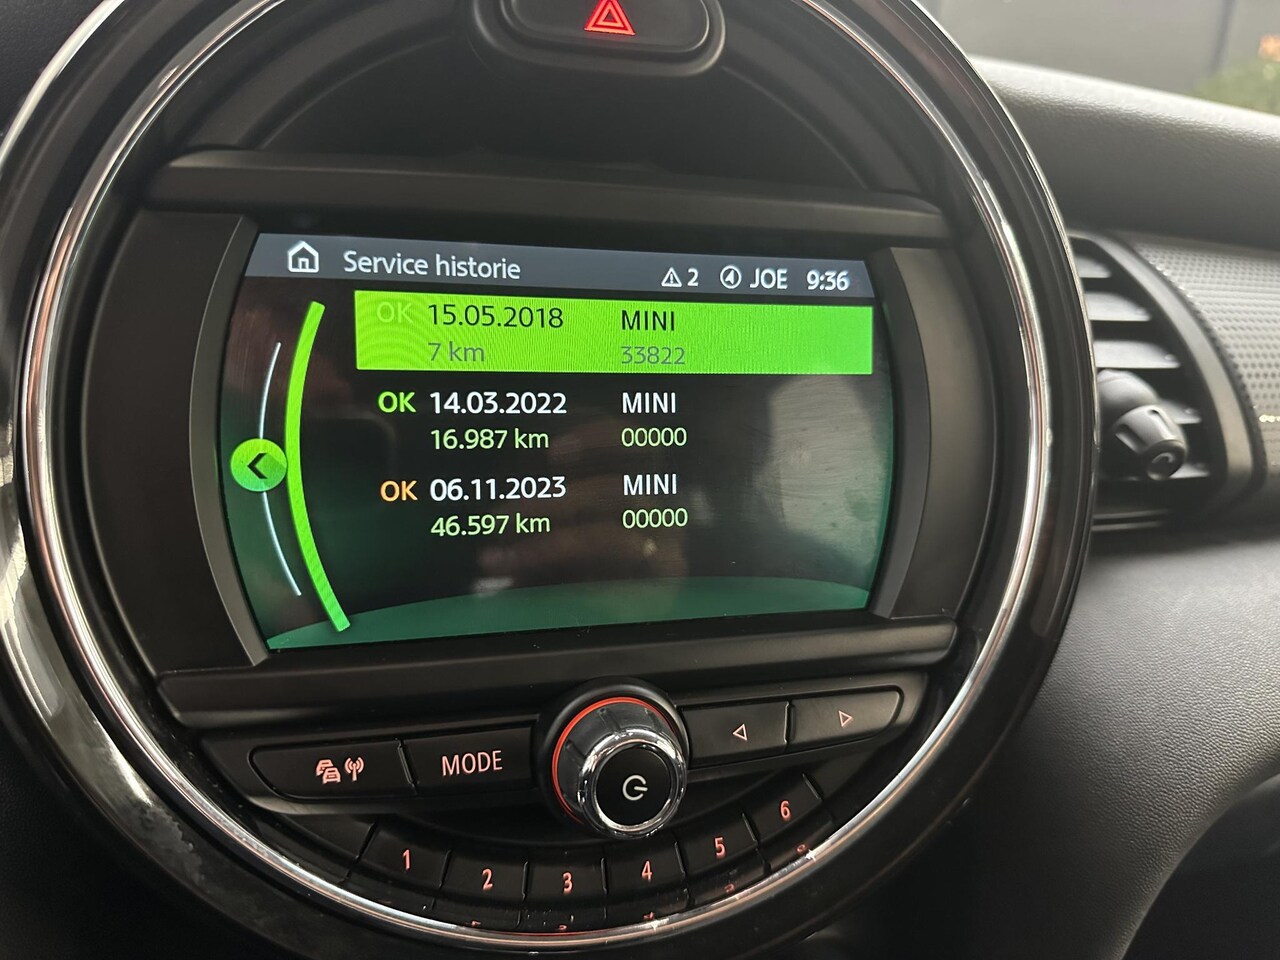 Service historie 2 JOE 9:36
OK 15.05.2018 MINI
7 km 33822
OK 14.03.2022 MINI
16.987 km 00000
OK 06.11.2023 MINI
46.597 km 00000
MODE
1 2 3 4 5 6